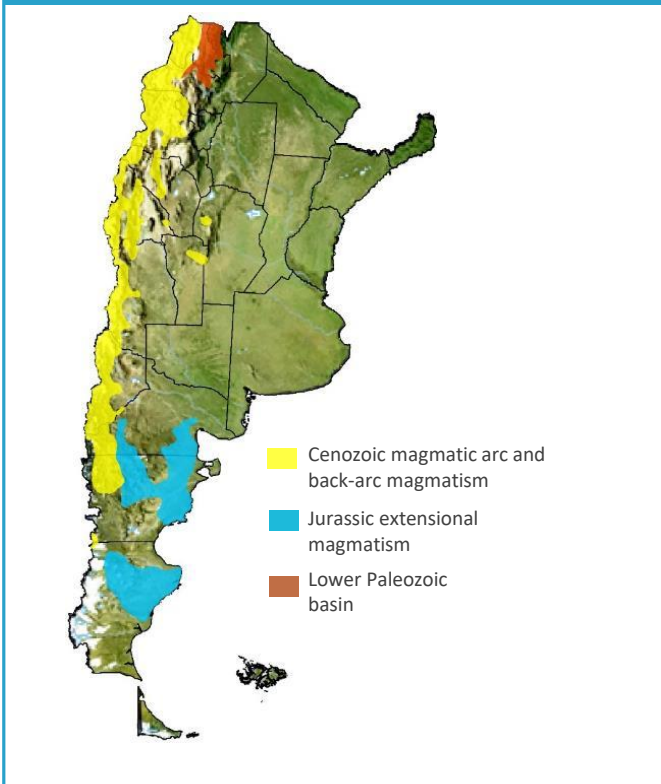 Cenozoic magmatic arc and
back-arc magmatism
Jurassic extensional
magmatism
Lower Paleozoic
basin